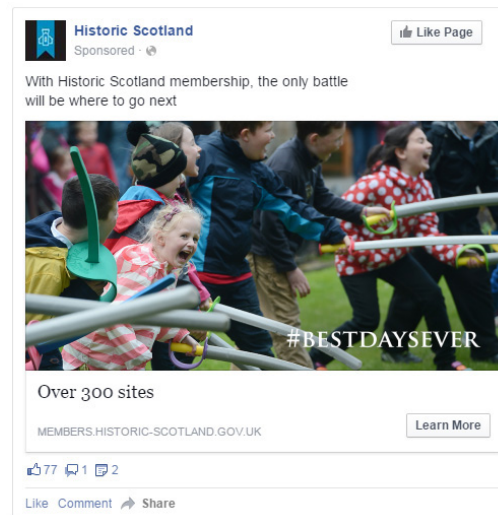 Historic Scotland
Sponsored ·
Like Page
With Historic Scotland membership, the only battle
will be where to go next
#BESTDAYSEVER
Over 300 sites
MEMBERS.HISTORIC-SCOTLAND.GOV.UK
Learn More
77 1 2
Like Comment Share